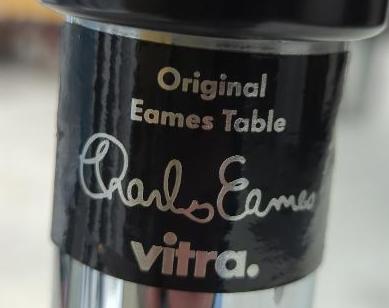 Original
Eames Table
Charles Eames
vitra.